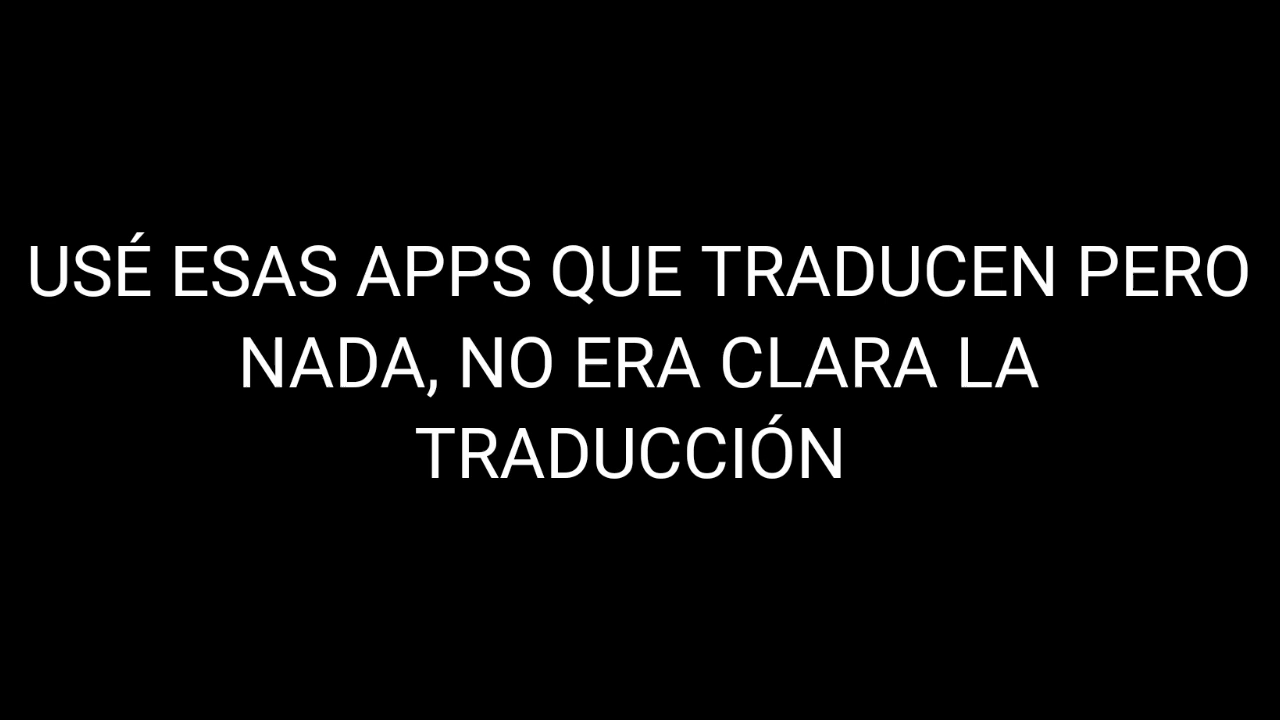 USÉ ESAS APPS QUE TRADUCEN PERO
NADA, NO ERA CLARA LA
TRADUCCIÓN